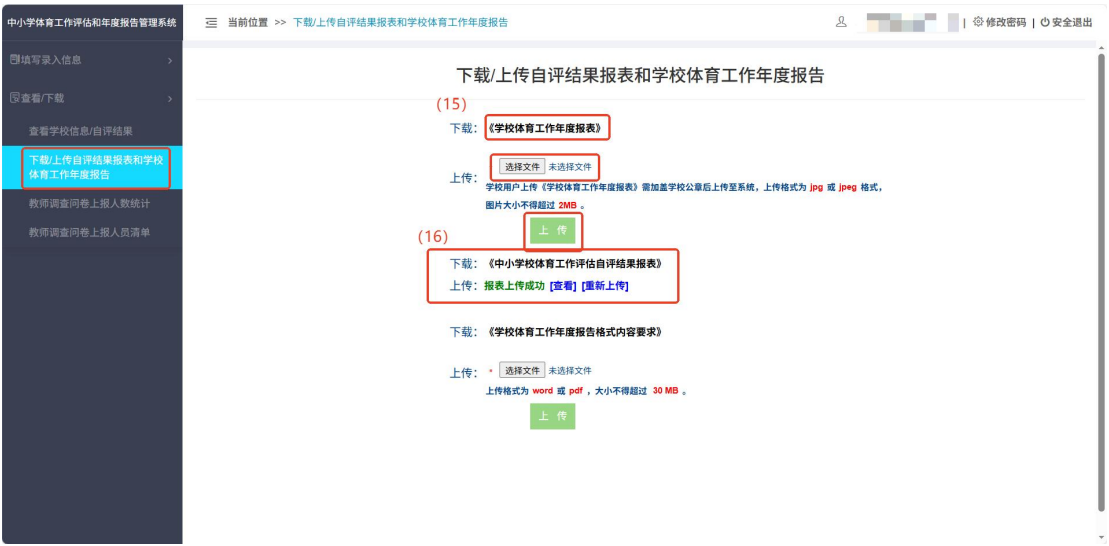 中小学体育工作评估和年度报告管理系统
当前位置 >> 下载/上传自评结果报表和学校体育工作年度报告
| 修改密码 | 安全退出
填写录入信息
查看/下载
查看学校信息/自评结果
下载/上传自评结果报表和学校
体育工作年度报告
教师调查问卷上报人数统计
教师调查问卷上报人员清单
下载/上传自评结果报表和学校体育工作年度报告
(15)
下载：《学校体育工作年度报表》
上传： * 选择文件 未选择文件
学校用户上传《学校体育工作年度报表》需加盖学校公章后上传至系统，上传格式为 jpg 或 jpeg 格式，
图片大小不得超过 2MB 。
上 传
(16)
下载：《中小学校体育工作评估自评结果报表》
上传：报表上传成功 [查看] [重新上传]
下载：《学校体育工作年度报告格式内容要求》
上传： * 选择文件 未选择文件
上传格式为 word 或 pdf ，大小不得超过 30 MB 。
上 传